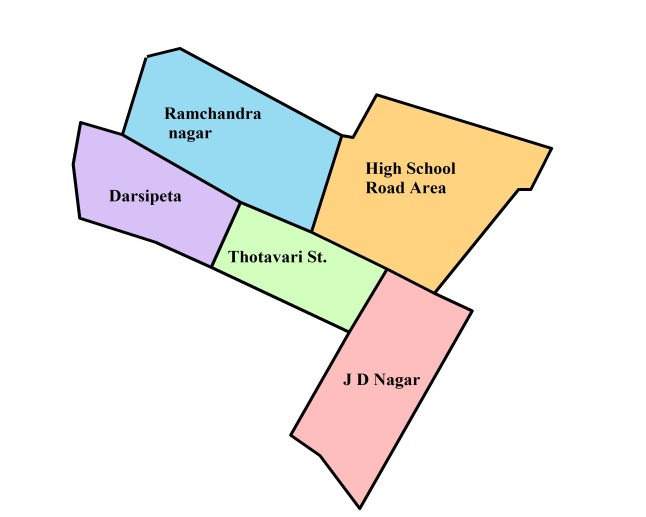 Ramchandra
nagar
High School
Road Area
Darsipeta
Thotavari St.
J D Nagar